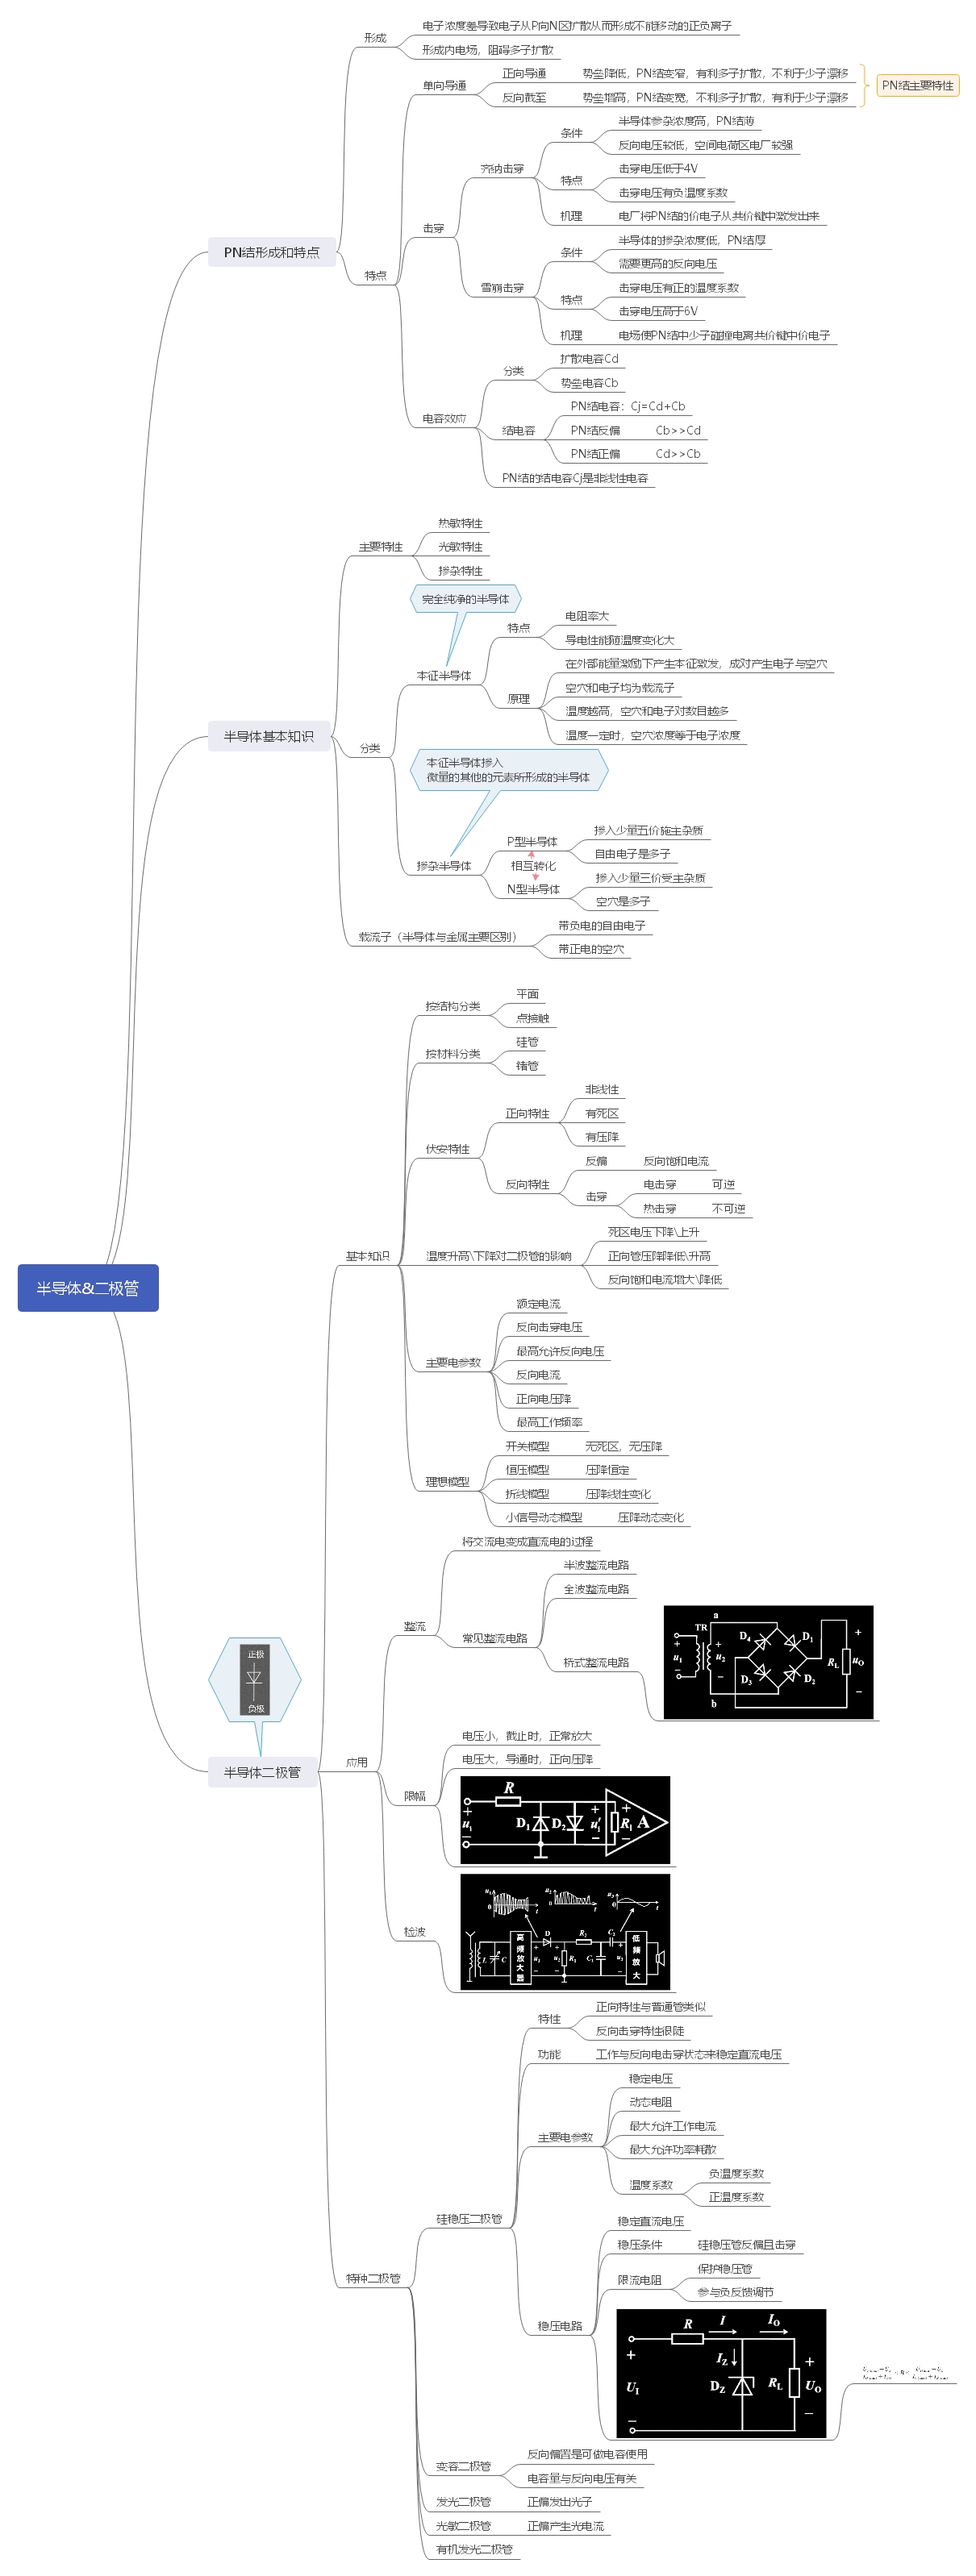 半导体&二极管
PN结形成和特点
形成
电子浓度差导致电子从P向N区扩散从而形成不能移动的正负离子
形成内电场，阻碍多子扩散
特点
单向导通
正向导通
势垒降低，PN结变窄，有利多子扩散，不利于少子漂移
反向截至
势垒增高，PN结变宽，不利多子扩散，有利于少子漂移
PN结主要特性
击穿
齐纳击穿
条件
半导体参杂浓度高，PN结薄
反向电压较低，空间电荷区电厂较强
特点
击穿电压低于4V
击穿电压有负温度系数
机理
电厂将PN结的价电子从共价键中激发出来
雪崩击穿
条件
半导体的掺杂浓度低，PN结厚
需要更高的反向电压
特点
击穿电压有正的温度系数
击穿电压高于6V
机理
电场使PN结中少子碰撞电离共价键中价电子
电容效应
分类
扩散电容Cd
势垒电容Cb
结电容
PN结电容：Cj=Cd+Cb
PN结反偏
Cb>>Cd
PN结正偏
Cd>>Cb
PN结的结电容Cj是非线性电容
半导体基本知识
主要特性
热敏特性
光敏特性
掺杂特性
分类
完全纯净的半导体
本征半导体
特点
电阻率大
导电性能随温度变化大
原理
在外部能量激励下产生本征激发，成对产生电子与空穴
空穴和电子均为载流子
温度越高，空穴和电子对数目越多
温度一定时，空穴浓度等于电子浓度
本征半导体掺入
微量的其他的元素所形成的半导体
掺杂半导体
P型半导体
掺入少量五价施主杂质
自由电子是多子
相互转化
N型半导体
掺入少量三价受主杂质
空穴是多子
载流子（半导体与金属主要区别）
带负电的自由电子
带正电的空穴
半导体二极管
正极
负极
基本知识
按结构分类
平面
点接触
按材料分类
硅管
锗管
伏安特性
正向特性
非线性
有死区
有压降
反向特性
反偏
反向饱和电流
击穿
电击穿
可逆
热击穿
不可逆
温度升高\下降对二极管的影响
死区电压下降\上升
正向管压降降低\升高
反向饱和电流增大\降低
主要电参数
额定电流
反向击穿电压
最高允许反向电压
反向电流
正向电压降
最高工作频率
理想模型
开关模型
无死区，无压降
恒压模型
压降恒定
折线模型
压降线性变化
小信号动态模型
压降动态变化
应用
整流
将交流电变成直流电的过程
常见整流电路
半波整流电路
全波整流电路
桥式整流电路
a
TR
+ u1 −
+ u2 −
b
D4
D1
D3
D2
RL
+ uO −
限幅
电压小，截止时，正常放大
电压大，导通时，正向压降
R
+ ui −
D1
D2
+ ui' −
+ Ri −
A
检波
L
C
高频放大器
D
R1
R2
C1
C2
低频放大
特种二极管
硅稳压二极管
特性
正向特性与普通管类似
反向击穿特性很陡
功能
工作与反向电击穿状态来稳定直流电压
主要电参数
稳定电压
动态电阻
最大允许工作电流
最大允许功率耗散
温度系数
负温度系数
正温度系数
稳压电路
稳定直流电压
稳压条件
硅稳压管反偏且击穿
限流电阻
保护稳压管
参与负反馈调节
R
I
IO
+ UI −
IZ
DZ
RL
+ UO −
变容二极管
反向偏置是可做电容使用
电容量与反向电压有关
发光二极管
正偏发出光子
光敏二极管
正偏产生光电流
有机发光二极管